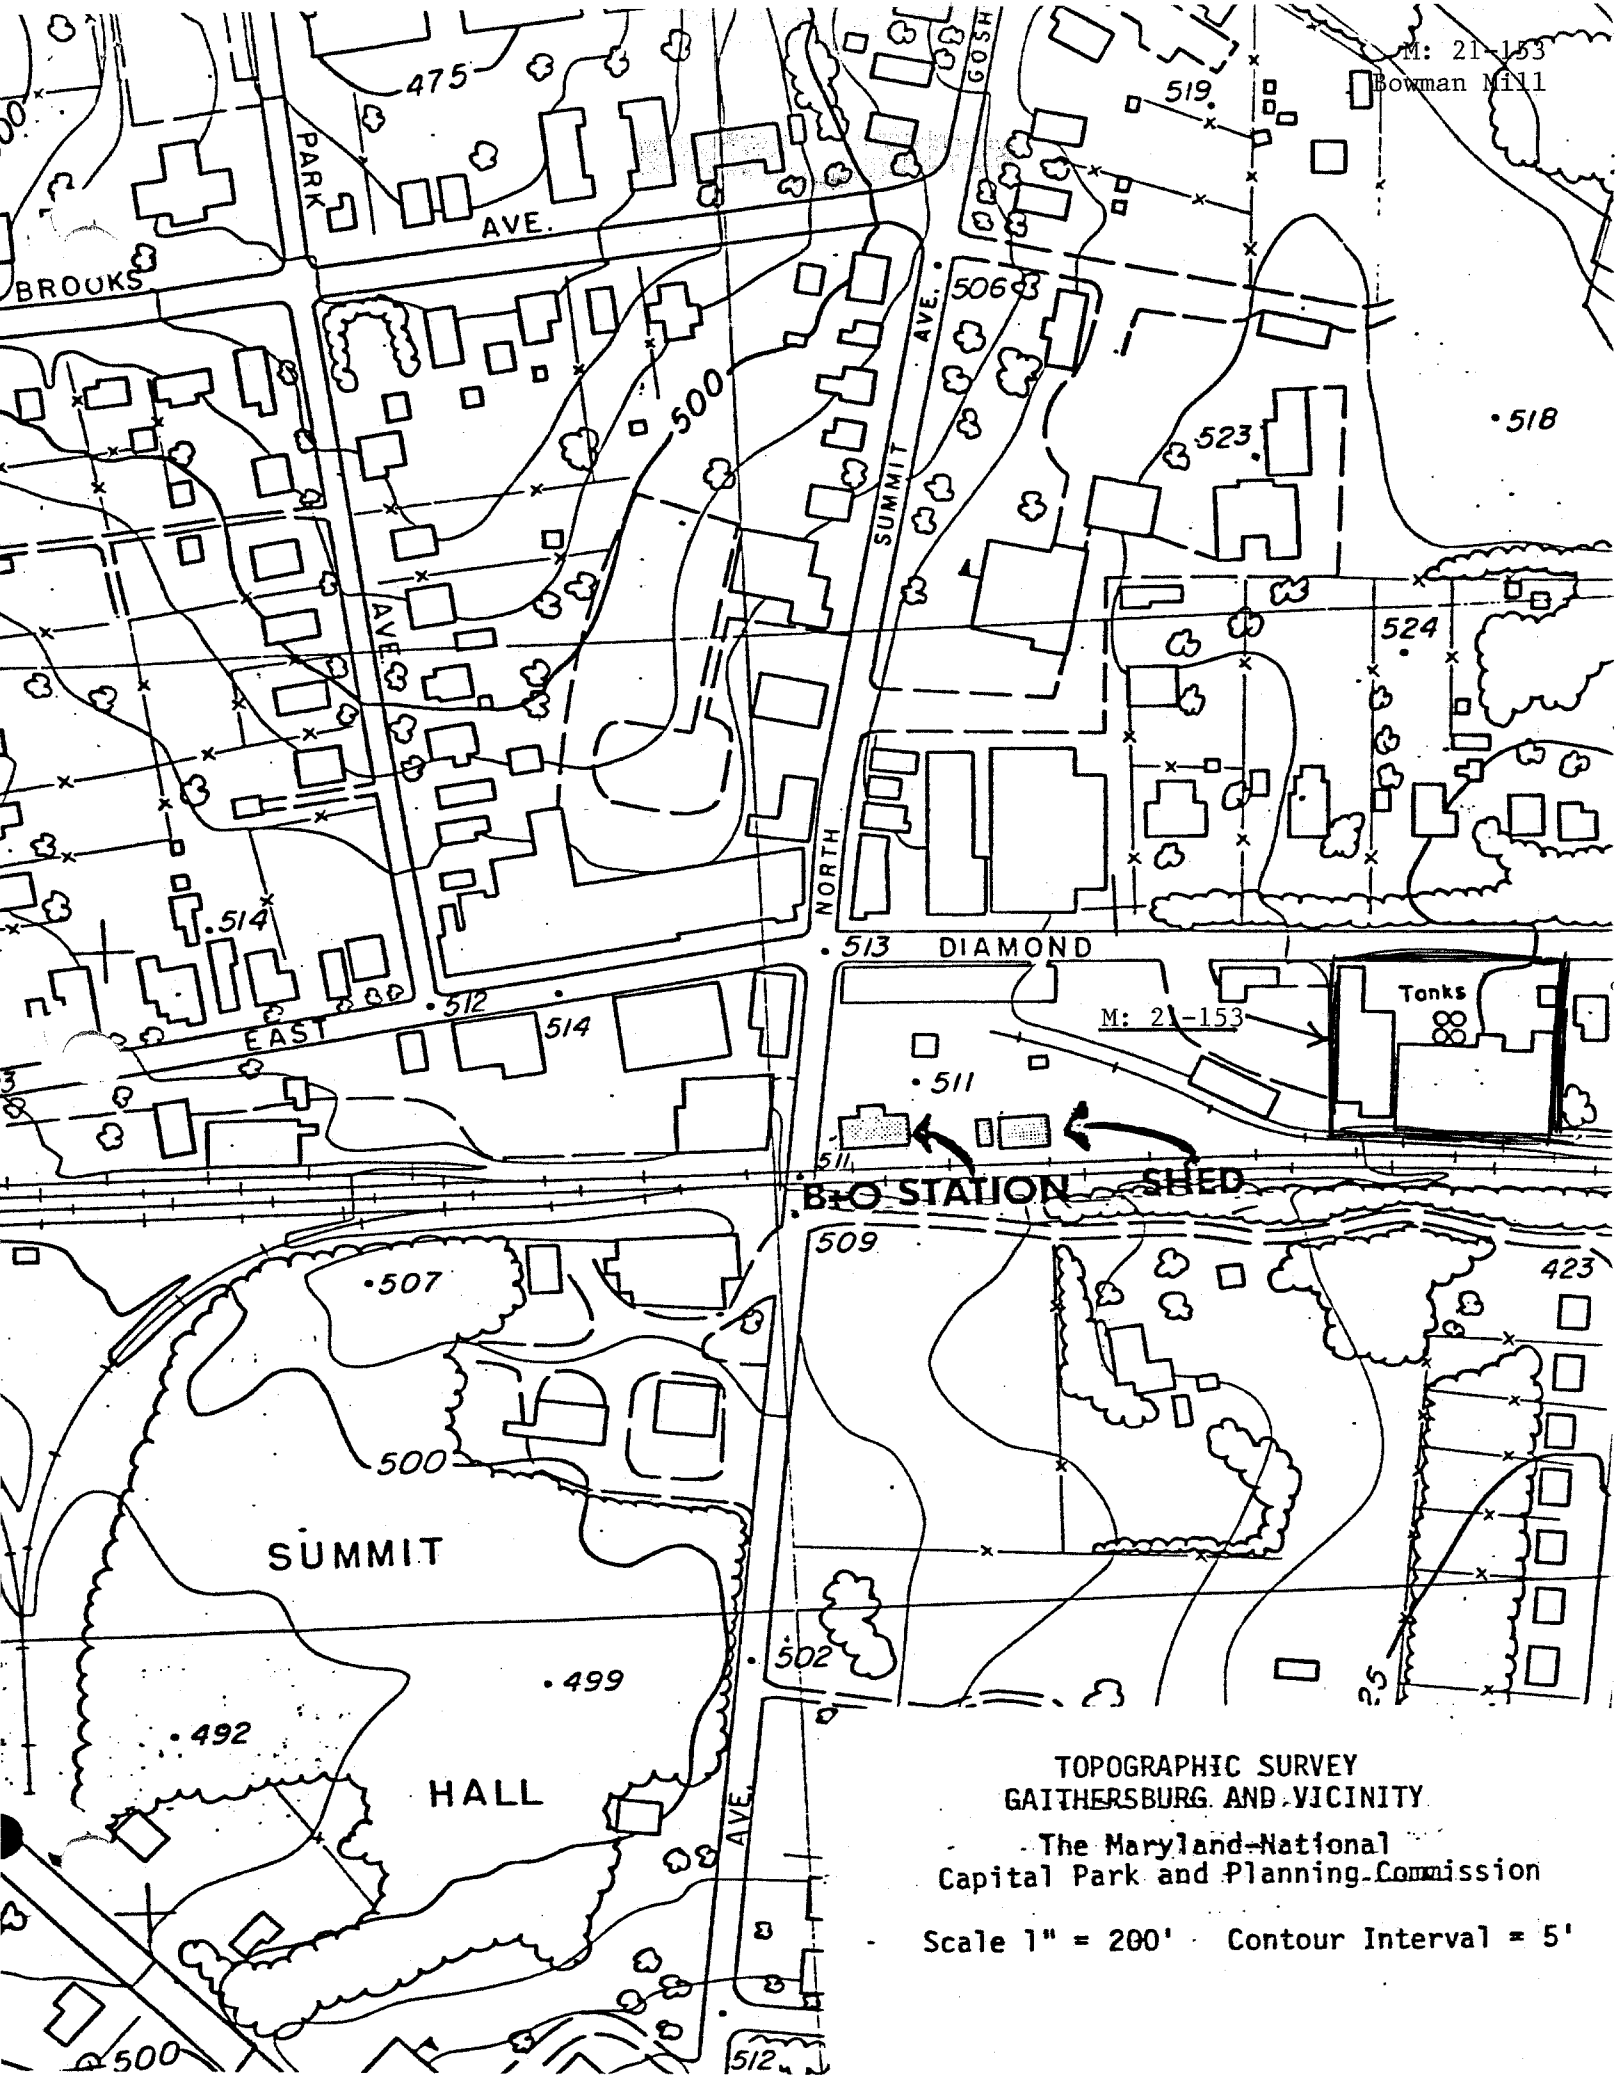 M: 21-153
Bowman Mill
GOSH
475
519
PARK
AVE.
BROOKS
506
AVE.
500
518
523
SUMMIT
AVE.
524
NORTH
514
513
DIAMOND
512
514
EAST
Tanks
M: 21-153
511
511
B+O STATION
SHED
509
507
423
500
SUMMIT
502
499
492
HALL
AVE.
500
512
TOPOGRAPHIC SURVEY
GAITHERSBURG AND VICINITY
The Maryland-National
Capital Park and Planning Commission
Scale 1" = 200' Contour Interval = 5'